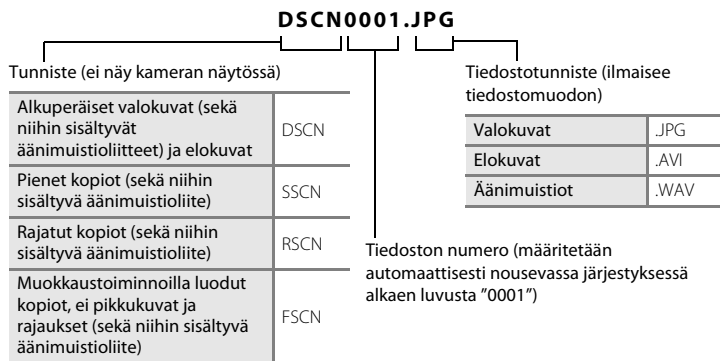 DSCN0001.JPG
Tunniste (ei näy kameran näytössä)
Alkuperäiset valokuvat (sekä
niihin sisältyvät
äänimuistioliitteet) ja elokuvat
DSCN
Pienet kopiot (sekä niihin
sisältyvä äänimuistioliite)
SSCN
Rajatut kopiot (sekä niihin
sisältyvä äänimuistioliite)
RSCN
Muokkaustoiminnoilla luodut
kopiot, ei pikkukuvat ja
rajaukset (sekä niihin sisältyvä
äänimuistioliite)
FSCN
Tiedoston numero (määritetään
automaattisesti nousevassa järjestyksessä
alkaen luvusta ”0001”)
Tiedostotunniste (ilmaisee
tiedostomuodon)
Valokuvat .JPG
Elokuvat .AVI
Äänimuistiot .WAV